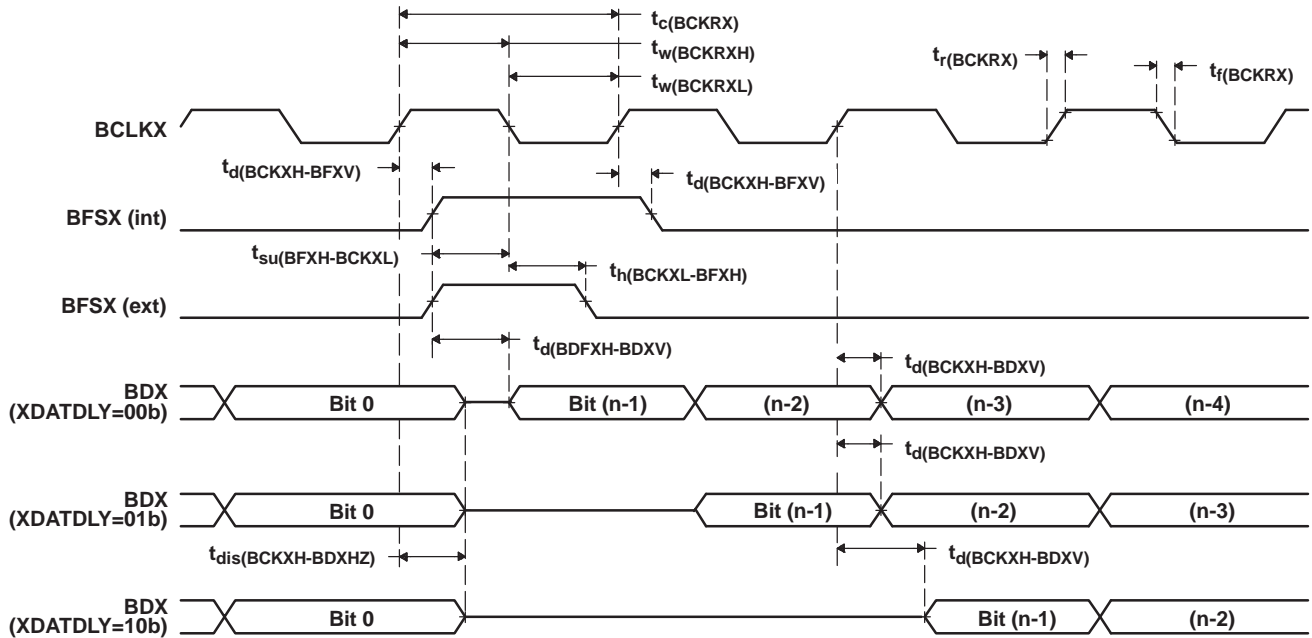 tc(BCKRX)
tw(BCKRXH)
tr(BCKRX)
tw(BCKRXL)
tf(BCKRX)
BCLKX
td(BCKXH-BFXV)
td(BCKXH-BFXV)
BFSX (int)
tsu(BFXH-BCKXL)
th(BCKXL-BFXH)
BFSX (ext)
td(BDFXH-BDXV)
td(BCKXH-BDXV)
BDX
(XDATDLY=00b)
Bit 0 Bit (n-1) (n-2) (n-3) (n-4)
td(BCKXH-BDXV)
BDX
(XDATDLY=01b)
Bit 0 Bit (n-1) (n-2) (n-3)
tdis(BCKXH-BDXHZ)
td(BCKXH-BDXV)
BDX
(XDATDLY=10b)
Bit 0 Bit (n-1) (n-2)